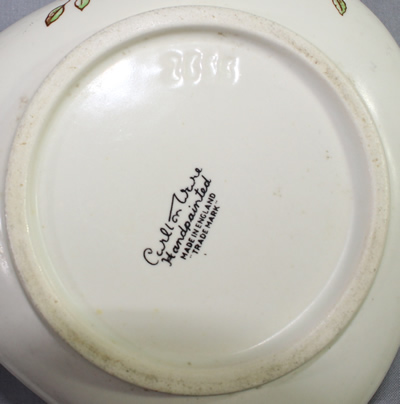 Carlton Ware
Handpainted
MADE IN ENGLAND
"TRADE MARK"